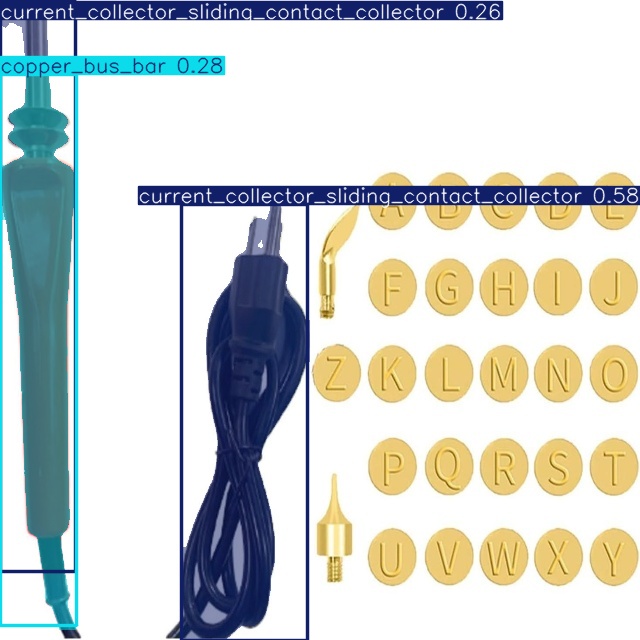 current_collector_sliding_contact_collector 0.26
copper_bus_bar 0.28
current_collector_sliding_contact_collector 0.58
A B C D E
F G H I J
Z K L M N O
P Q R S T
U V W X Y